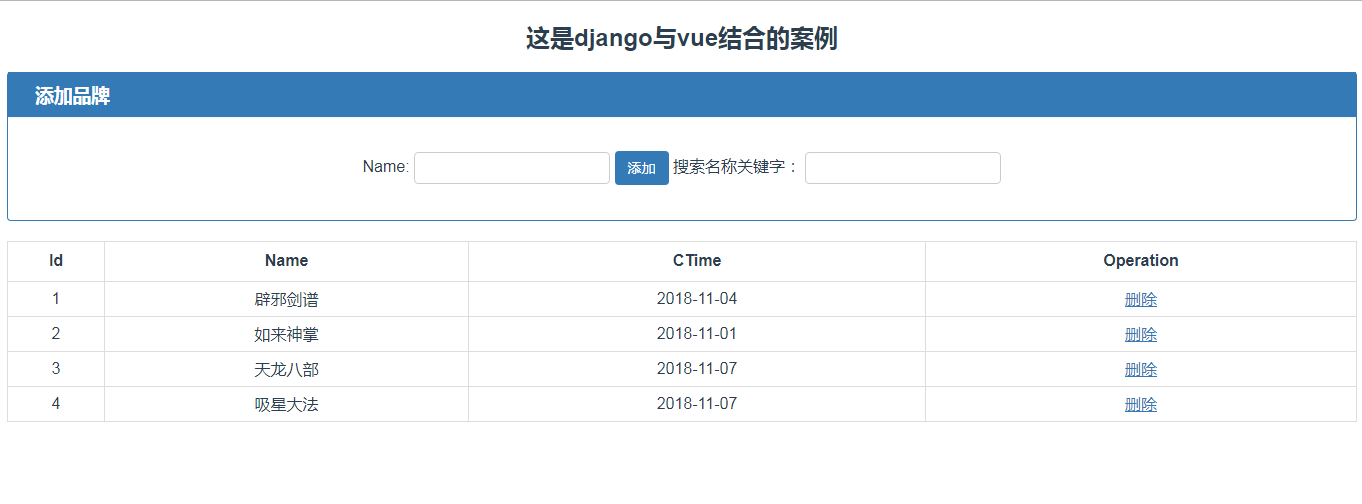 这是django与vue结合的案例
添加品牌
Name: 添加 搜索名称关键字：
Id Name CTime Operation
1 辟邪剑谱 2018-11-04 删除
2 如来神掌 2018-11-01 删除
3 天龙八部 2018-11-07 删除
4 吸星大法 2018-11-07 删除